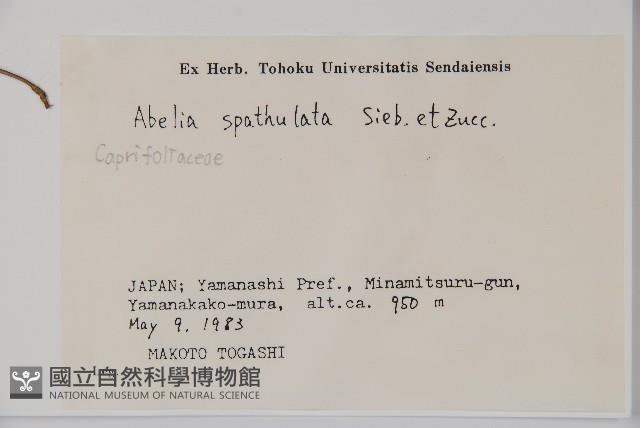 Ex Herb. Tohoku Universitatis Sendaiensis
Abelia spathulata Sieb. et Zucc.
Caprifoliaceae
JAPAN; Yamanashi Pref., Minamitsuru-gun,
Yamanakako-mura, alt.ca. 950 m
May 9, 1983
MAKOTO TOGASHI
國立自然科學博物館
NATIONAL MUSEUM OF NATURAL SCIENCE